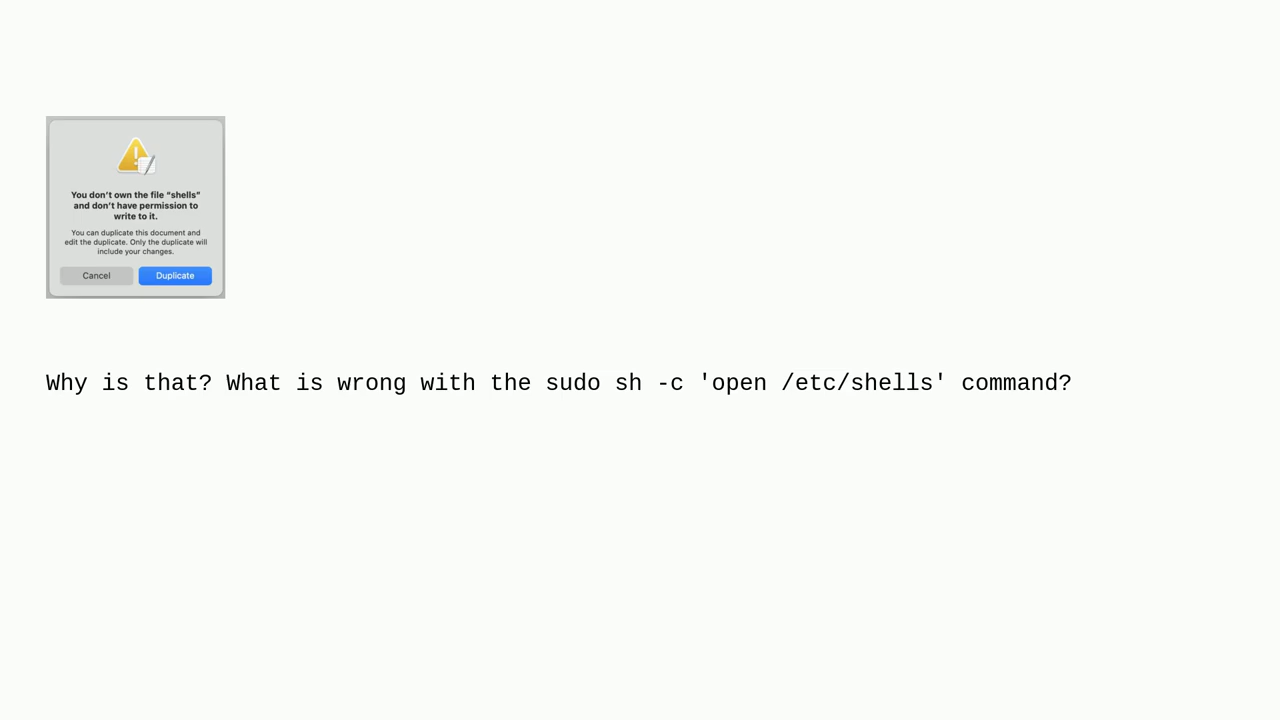 You don't own the file “shells”
and don't have permission to
write to it.
You can duplicate this document and
edit the duplicate. Only the duplicate will
include your changes.
Cancel
Duplicate
Why is that? What is wrong with the sudo sh -c 'open /etc/shells' command?